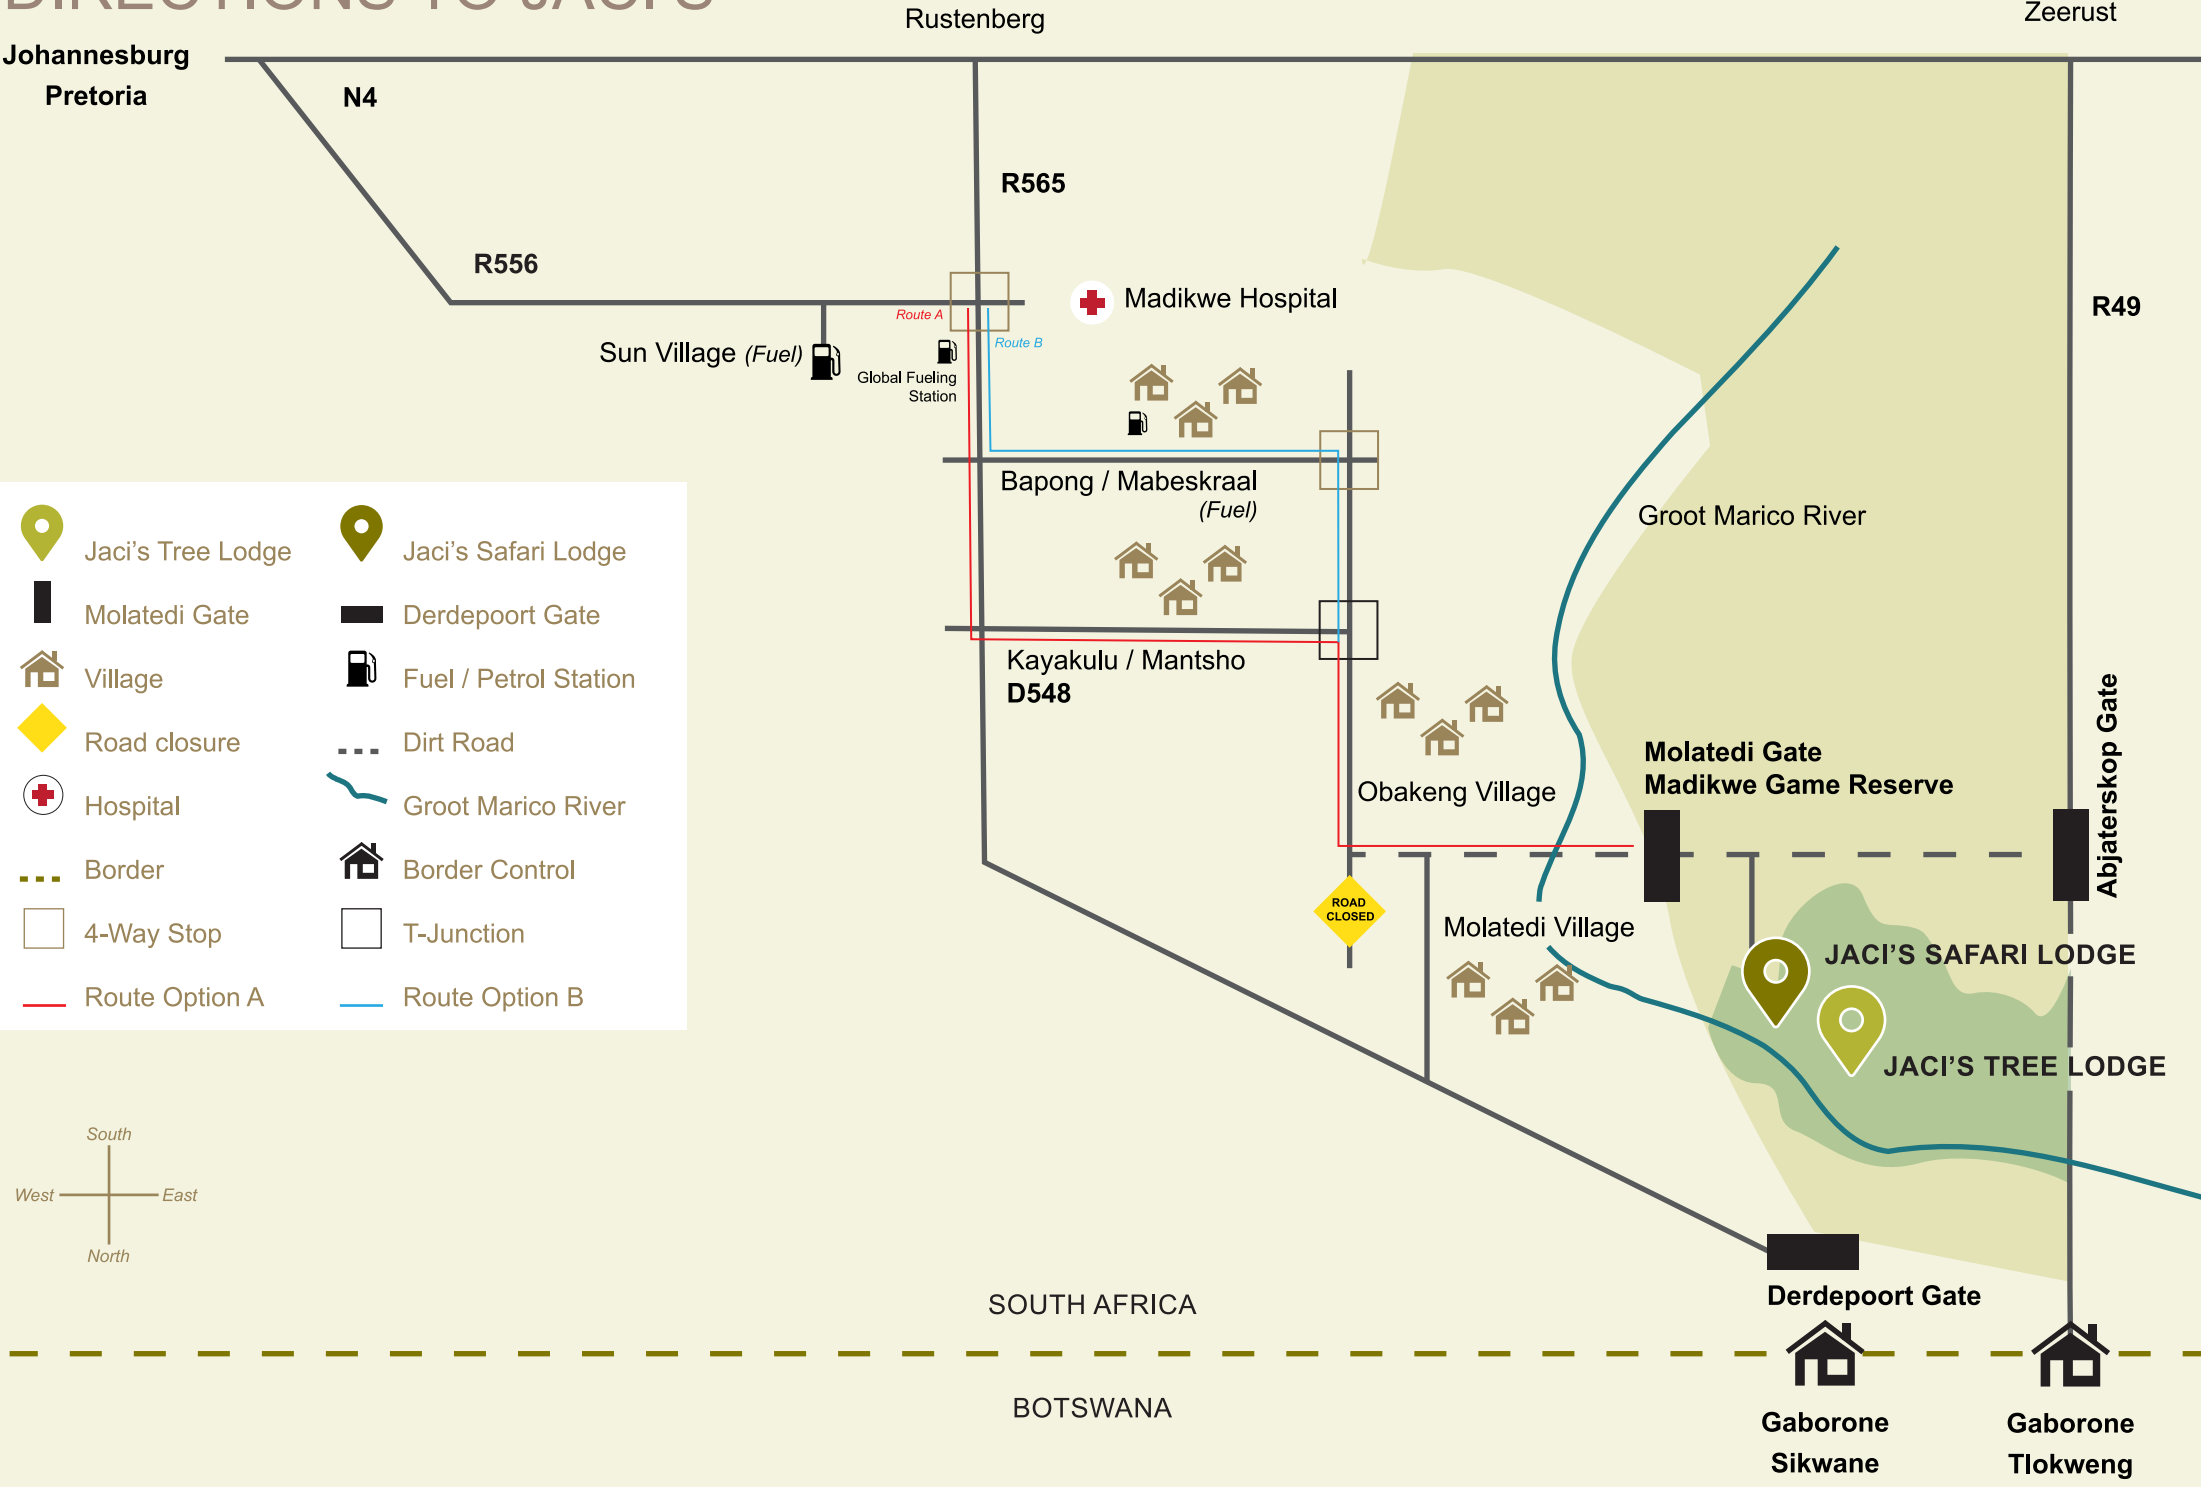 DIRECTIONS TO JACI'S
Rustenberg
Zeerust
Johannesburg
Pretoria
N4
R565
R556
R49
Madikwe Hospital
Route A
Route B
Sun Village (Fuel)
Global Fueling
Station
Bapong / Mabeskraal
(Fuel)
Groot Marico River
Kayakulu / Mantsho
D548
Obakeng Village
Molatedi Gate
Madikwe Game Reserve
Abjaterskop Gate
ROAD
CLOSED
Molatedi Village
JACI'S SAFARI LODGE
JACI'S TREE LODGE
Jaci's Tree Lodge
Jaci's Safari Lodge
Molatedi Gate
Derdepoort Gate
Village
Fuel / Petrol Station
Road closure
Dirt Road
Hospital
Groot Marico River
Border
Border Control
4-Way Stop
T-Junction
Route Option A
Route Option B
South
West
East
North
Derdepoort Gate
SOUTH AFRICA
BOTSWANA
Gaborone
Sikwane
Gaborone
Tlokweng